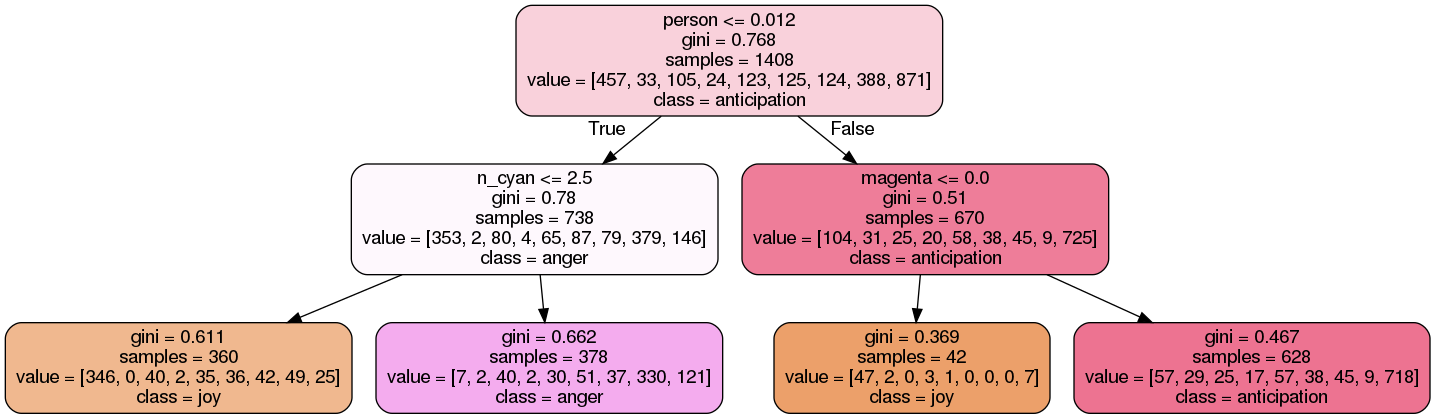 person <= 0.012
gini = 0.768
samples = 1408
value = [457, 33, 105, 24, 123, 125, 124, 388, 871]
class = anticipation
True
False
n_cyan <= 2.5
gini = 0.78
samples = 738
value = [353, 2, 80, 4, 65, 87, 79, 379, 146]
class = anger
magenta <= 0.0
gini = 0.51
samples = 670
value = [104, 31, 25, 20, 58, 38, 45, 9, 725]
class = anticipation
gini = 0.611
samples = 360
value = [346, 0, 40, 2, 35, 36, 42, 49, 25]
class = joy
gini = 0.662
samples = 378
value = [7, 2, 40, 2, 30, 51, 37, 330, 121]
class = anger
gini = 0.369
samples = 42
value = [47, 2, 0, 3, 1, 0, 0, 0, 7]
class = joy
gini = 0.467
samples = 628
value = [57, 29, 25, 17, 57, 38, 45, 9, 718]
class = anticipation